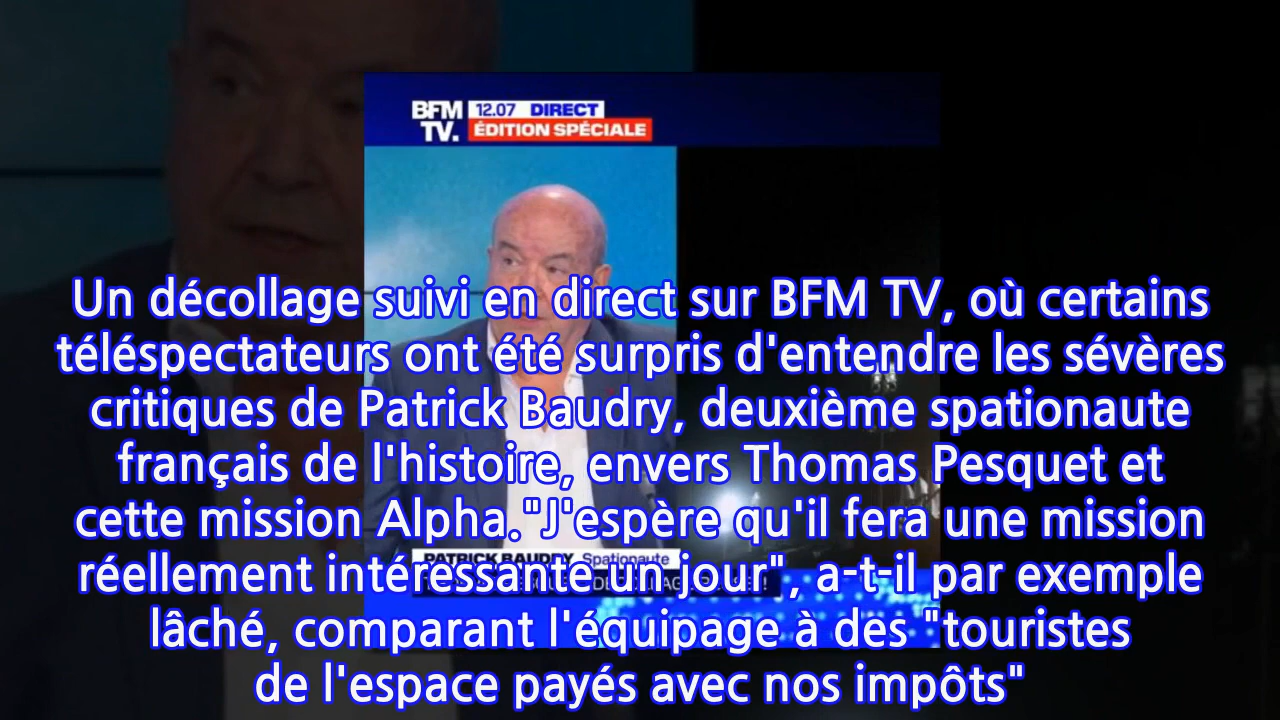 BFM 12.07 DIRECT
TV. ÉDITION SPÉCIALE
Un décollage suivi en direct sur BFM TV, où certains
téléspectateurs ont été surpris d'entendre les sévères
critiques de Patrick Baudry, deuxième spationaute
français de l'histoire, envers Thomas Pesquet et
cette mission Alpha."J'espère qu'il fera une mission
PATRICK BAUDRY Spationaute
réellement intéressante un jour", a-t-il par exemple
lâché, comparant l'équipage à des "touristes
de l'espace payés avec nos impôts"